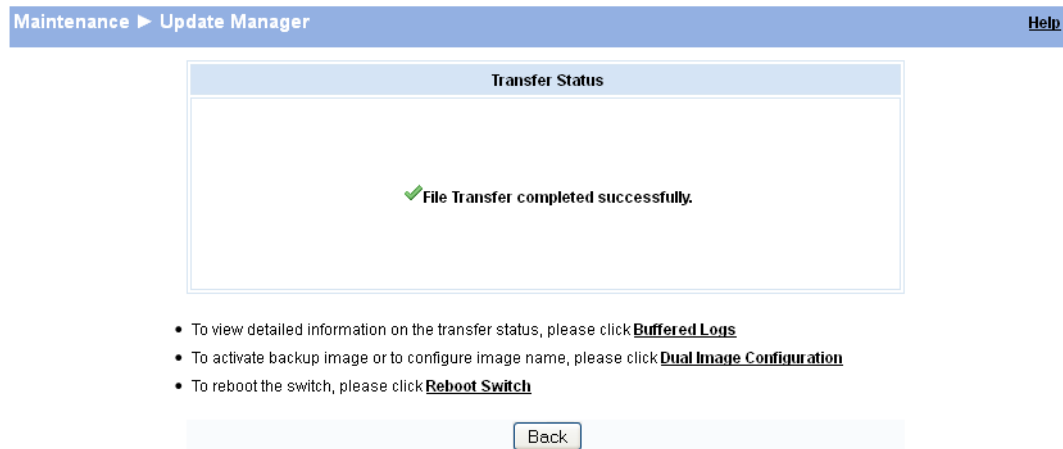 Maintenance ► Update Manager
Help
Transfer Status
File Transfer completed successfully.
• To view detailed information on the transfer status, please click Buffered Logs
• To activate backup image or to configure image name, please click Dual Image Configuration
• To reboot the switch, please click Reboot Switch
Back